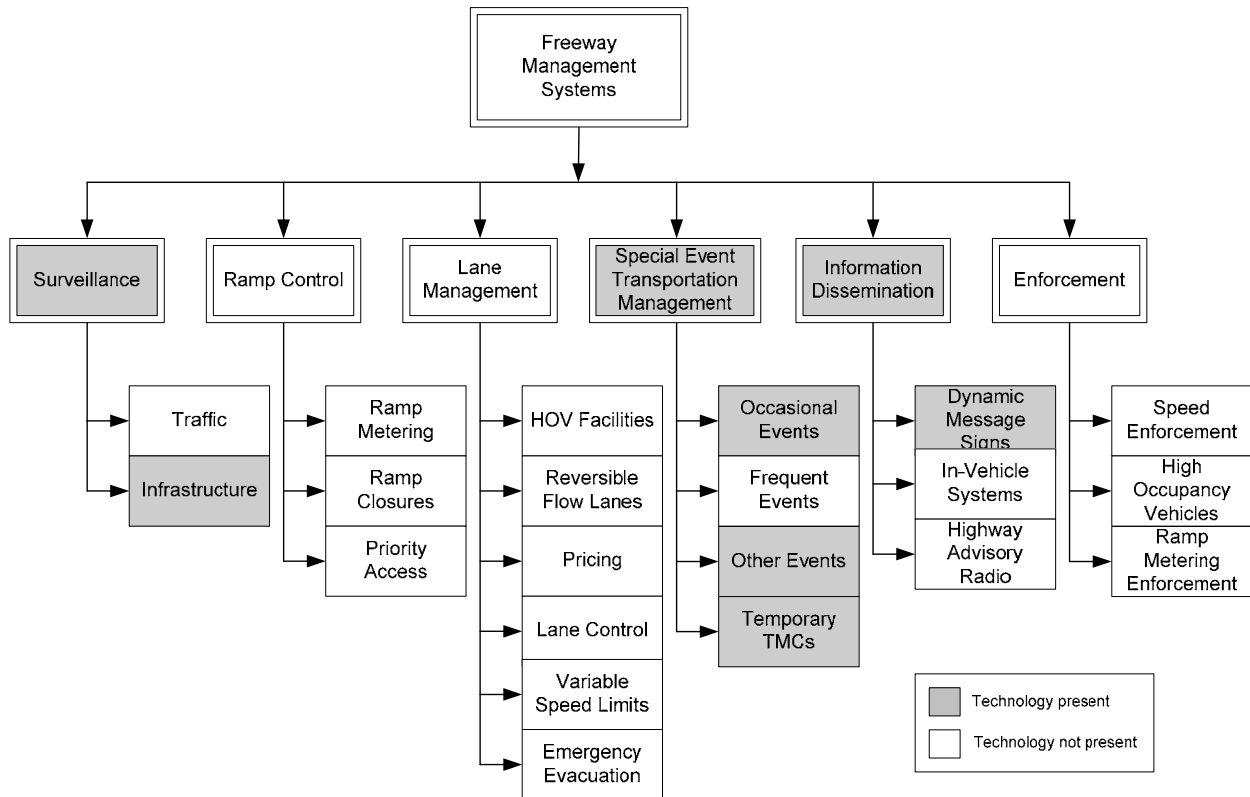 Freeway
Management
Systems
Surveillance
Ramp Control
Lane
Management
Special Event
Transportation
Management
Information
Dissemination
Enforcement
Traffic
Infrastructure
Ramp
Metering
Ramp
Closures
Priority
Access
HOV Facilities
Reversible
Flow Lanes
Pricing
Lane Control
Variable
Speed Limits
Emergency
Evacuation
Occasional
Events
Frequent
Events
Other Events
Temporary
TMCs
Dynamic
Message
Signs
In-Vehicle
Systems
Highway
Advisory
Radio
Speed
Enforcement
High
Occupancy
Vehicles
Ramp
Metering
Enforcement
Technology present
Technology not present